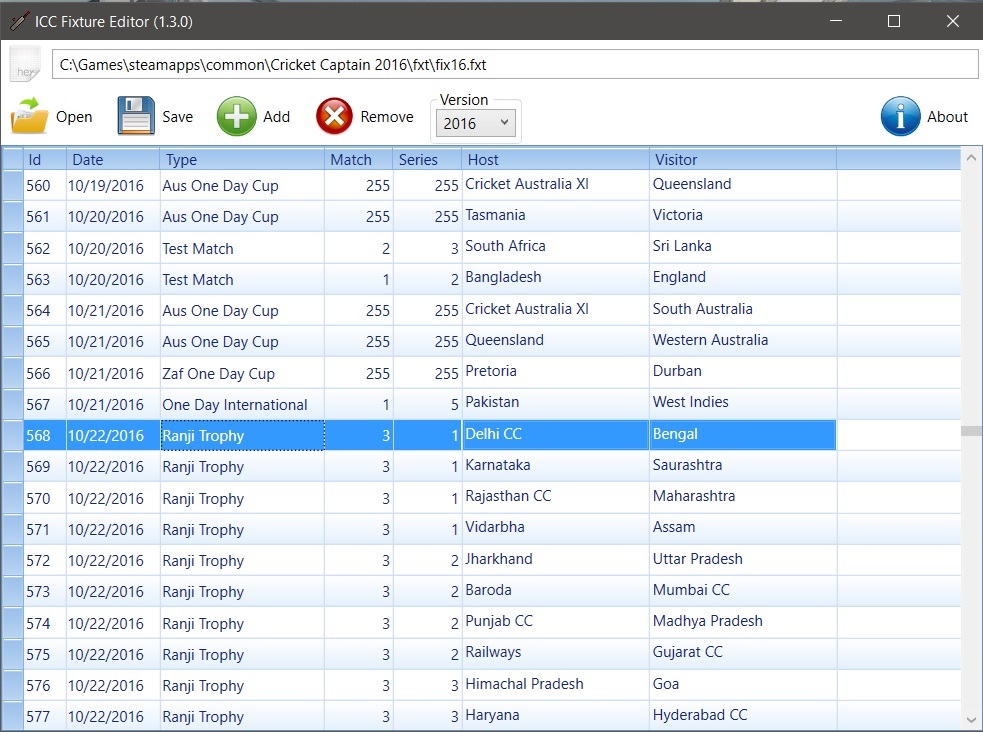 ICC Fixture Editor (1.3.0)
hex
C:\Games\steamapps\common\Cricket Captain 2016\fxt\fix16.fxt
Open Save Add Remove Version 2016 About
Id Date Type Match Series Host Visitor
560 10/19/2016 Aus One Day Cup 255 255 Cricket Australia XI Queensland
561 10/20/2016 Aus One Day Cup 255 255 Tasmania Victoria
562 10/20/2016 Test Match 2 3 South Africa Sri Lanka
563 10/20/2016 Test Match 1 2 Bangladesh England
564 10/21/2016 Aus One Day Cup 255 255 Cricket Australia XI South Australia
565 10/21/2016 Aus One Day Cup 255 255 Queensland Western Australia
566 10/21/2016 Zaf One Day Cup 255 255 Pretoria Durban
567 10/21/2016 One Day International 1 5 Pakistan West Indies
568 10/22/2016 Ranji Trophy 3 1 Delhi CC Bengal
569 10/22/2016 Ranji Trophy 3 1 Karnataka Saurashtra
570 10/22/2016 Ranji Trophy 3 1 Rajasthan CC Maharashtra
571 10/22/2016 Ranji Trophy 3 1 Vidarbha Assam
572 10/22/2016 Ranji Trophy 3 2 Jharkhand Uttar Pradesh
573 10/22/2016 Ranji Trophy 3 2 Baroda Mumbai CC
574 10/22/2016 Ranji Trophy 3 2 Punjab CC Madhya Pradesh
575 10/22/2016 Ranji Trophy 3 2 Railways Gujarat CC
576 10/22/2016 Ranji Trophy 3 3 Himachal Pradesh Goa
577 10/22/2016 Ranji Trophy 3 3 Haryana Hyderabad CC